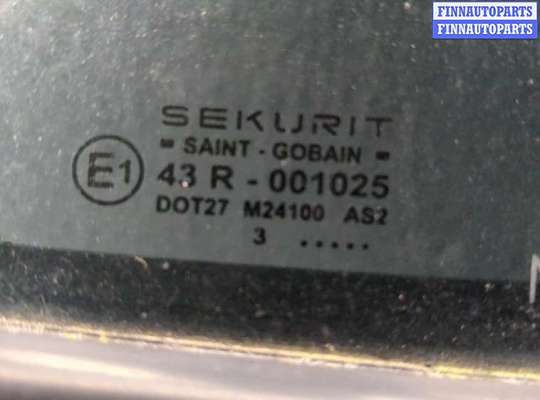 FINNAUTOPARTS
FINNAUTOPARTS
SEKURIT
SAINT - GOBAIN
E1 43 R - 001025
DOT27 M24100 AS2
3 .....